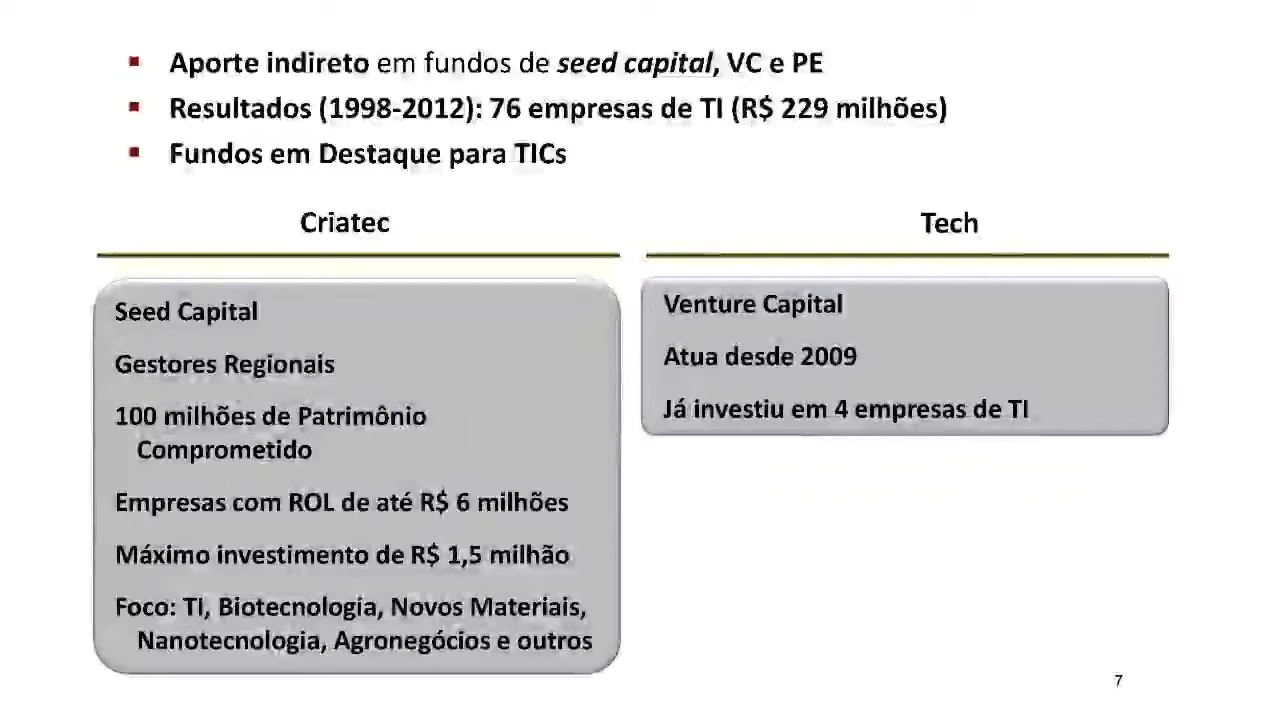 Aporte indireto em fundos de seed capital, VC e PE
Resultados (1998-2012): 76 empresas de TI (R$ 229 milhões)
Fundos em Destaque para TICs
Criatec
Seed Capital
Gestores Regionais
100 milhões de Patrimônio
Comprometido
Empresas com ROL de até R$ 6 milhões
Máximo investimento de R$ 1,5 milhão
Foco: TI, Biotecnologia, Novos Materiais,
Nanotecnologia, Agronegócios e outros
Tech
Venture Capital
Atua desde 2009
Já investiu em 4 empresas de TI
7